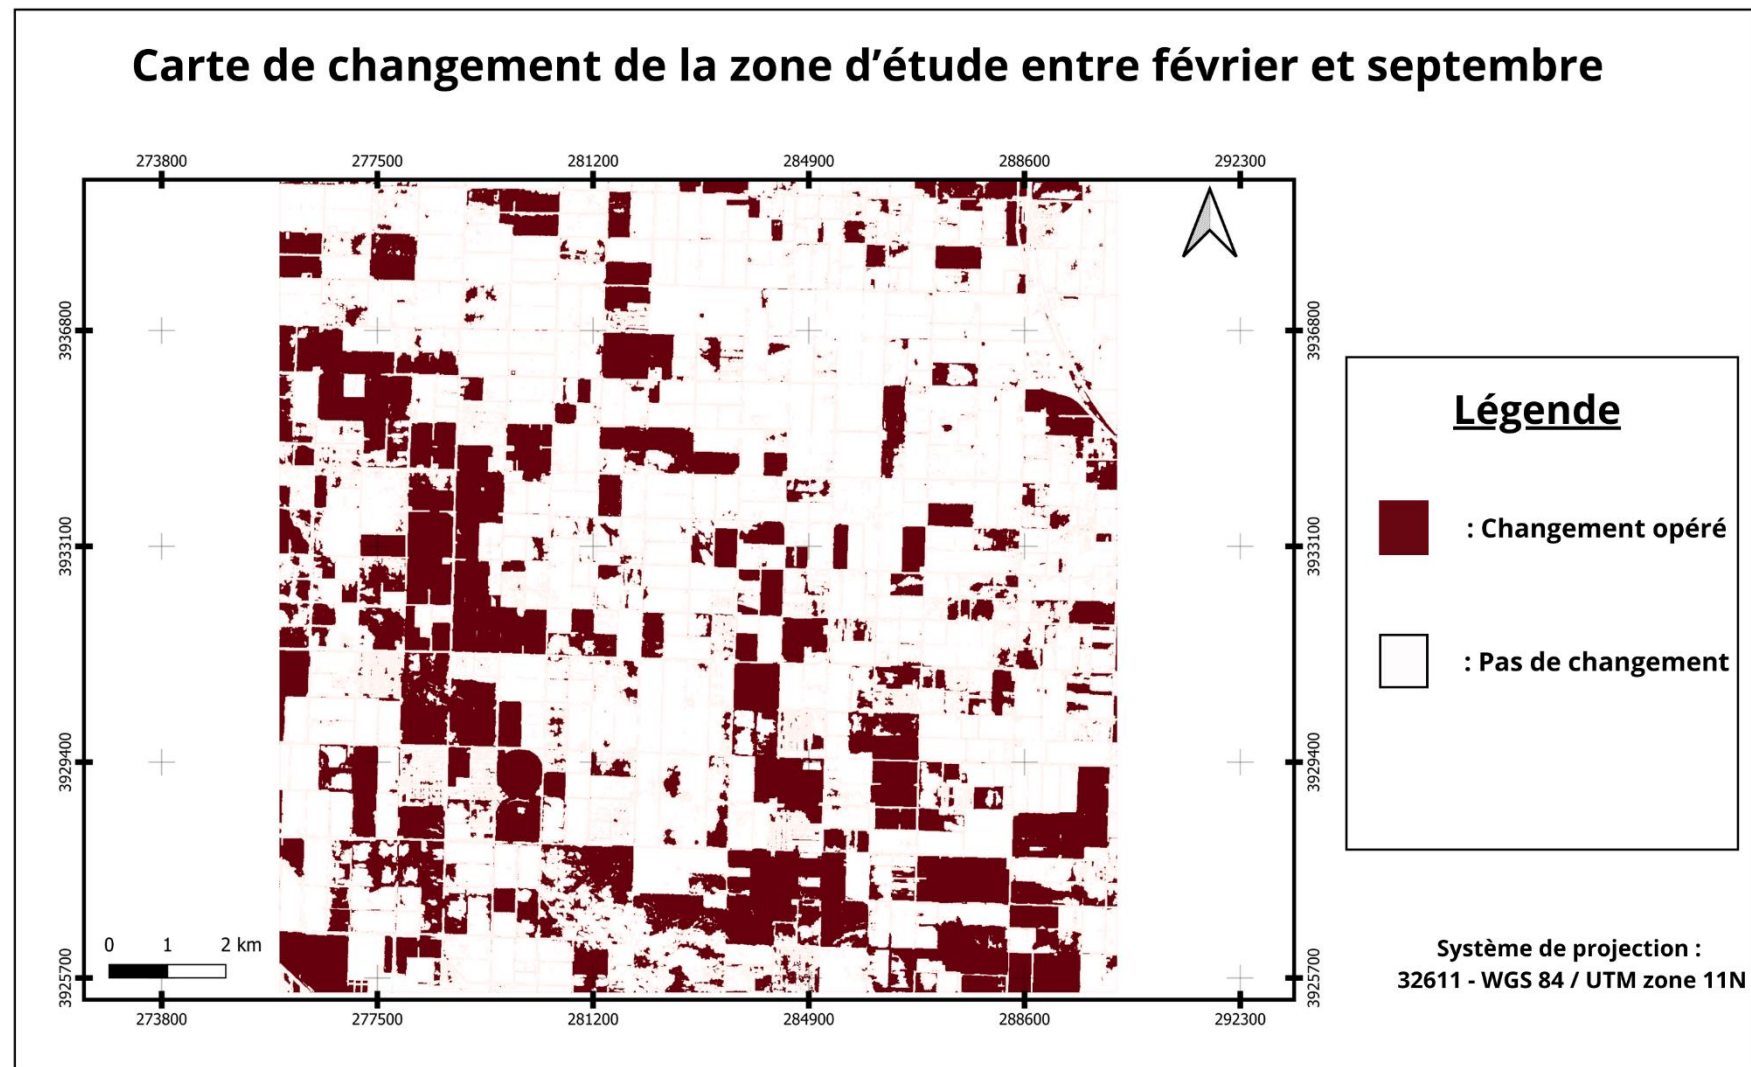 Carte de changement de la zone d’étude entre février et septembre
273800 277500 281200 284900 288600 292300
3936800 3936800
3933100 3933100
3929400 3929400
3925700 3925700
0 1 2 km
273800 277500 281200 284900 288600 292300
Légende
: Changement opéré
: Pas de changement
Système de projection :
32611 - WGS 84 / UTM zone 11N